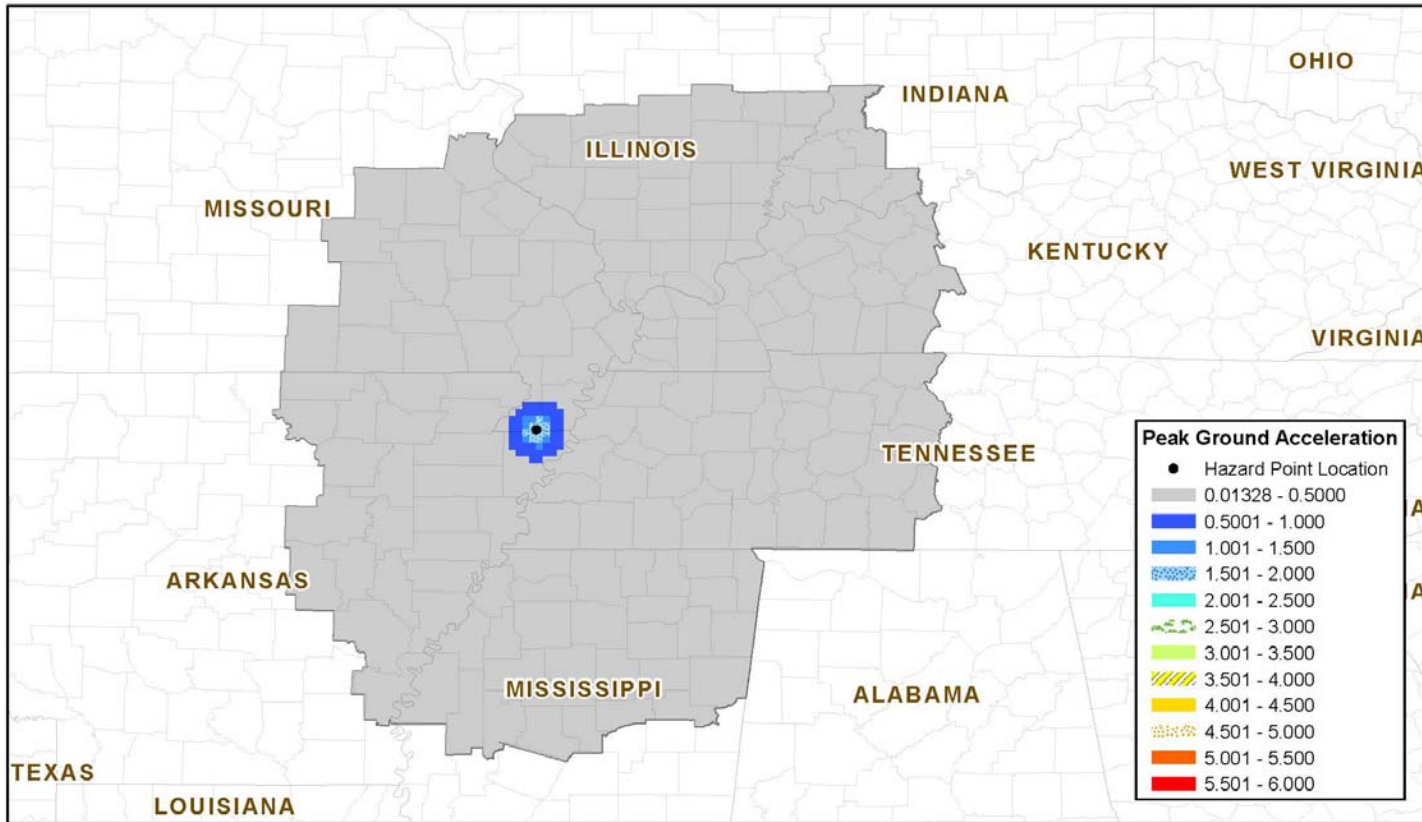 OHIO
INDIANA
ILLINOIS
WEST VIRGINIA
MISSOURI
KENTUCKY
VIRGINIA
TENNESSEE
ARKANSAS
MISSISSIPPI
ALABAMA
TEXAS
LOUISIANA
Peak Ground Acceleration
Hazard Point Location
0.01328 - 0.5000
0.5001 - 1.000
1.001 - 1.500
1.501 - 2.000
2.001 - 2.500
2.501 - 3.000
3.001 - 3.500
3.501 - 4.000
4.001 - 4.500
4.501 - 5.000
5.001 - 5.500
5.501 - 6.000